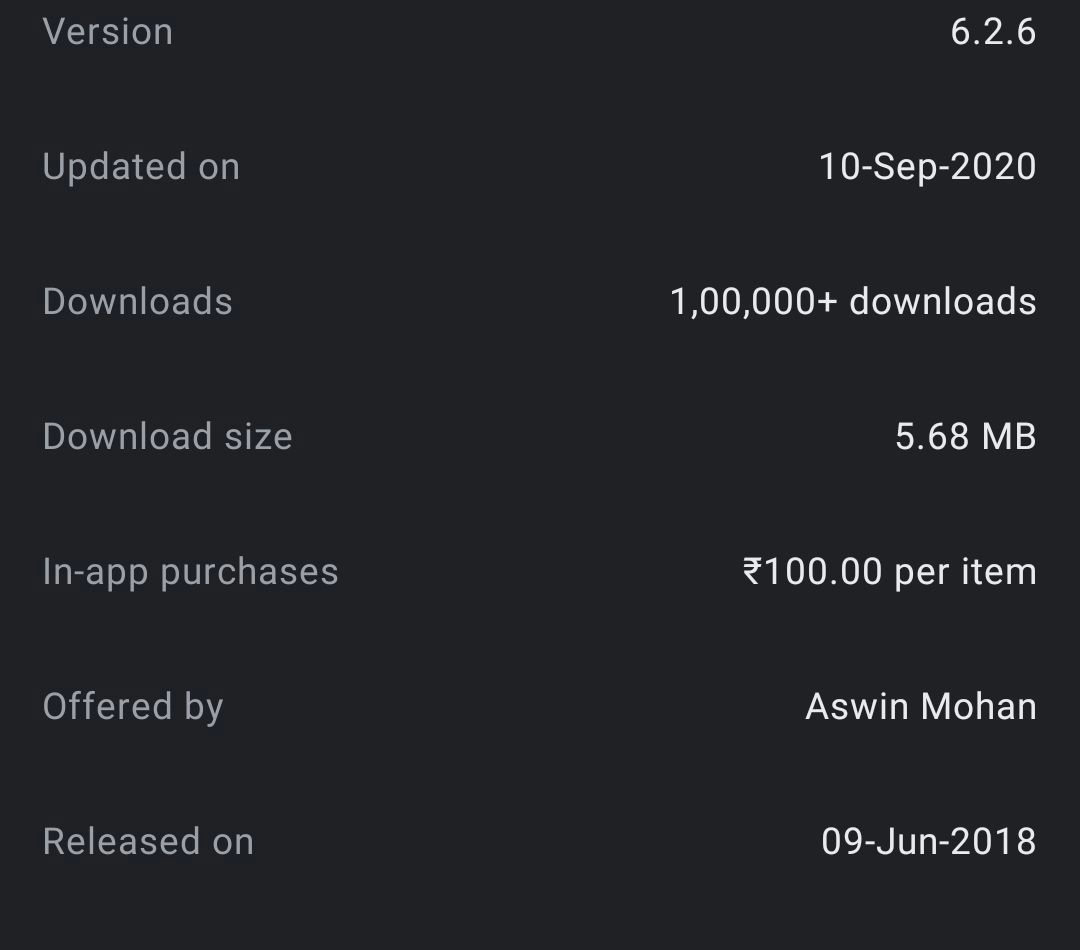 Version 6.2.6
Updated on 10-Sep-2020
Downloads 1,00,000+ downloads
Download size 5.68 MB
In-app purchases ₹100.00 per item
Offered by Aswin Mohan
Released on 09-Jun-2018